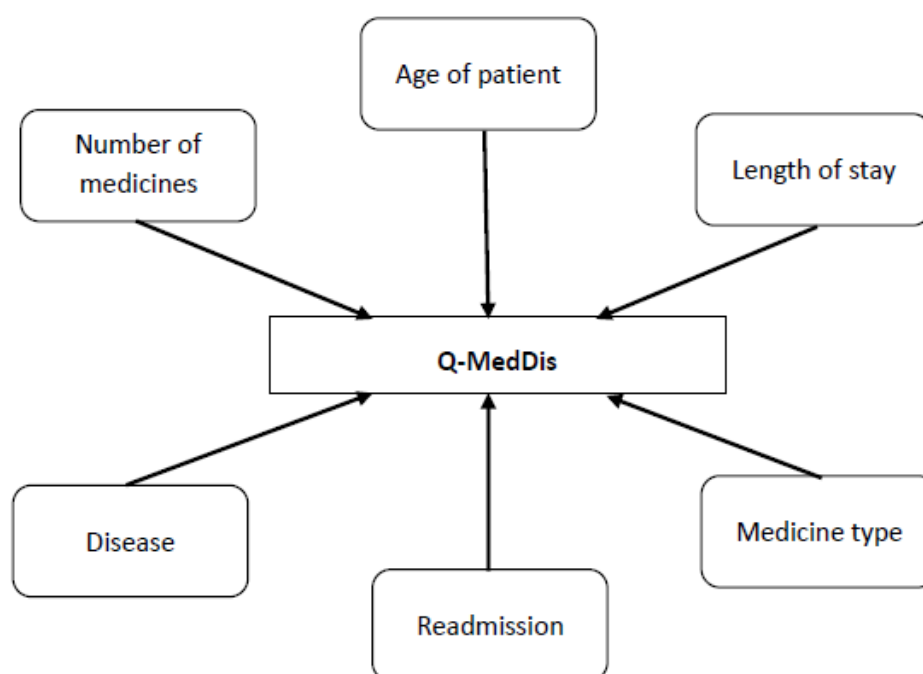 Age of patient
Number of
medicines
Length of stay
Q-MedDis
Disease
Medicine type
Readmission